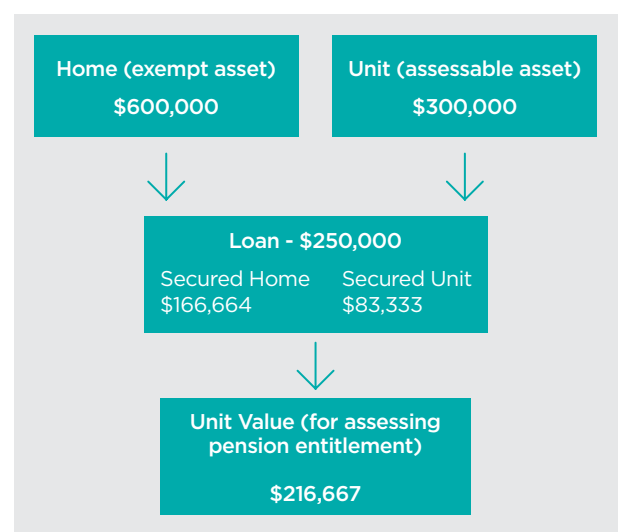 Home (exempt asset)
$600,000
Unit (assessable asset)
$300,000
Loan - $250,000
Secured Home
$166,664
Secured Unit
$83,333
Unit Value (for assessing
pension entitlement)
$216,667